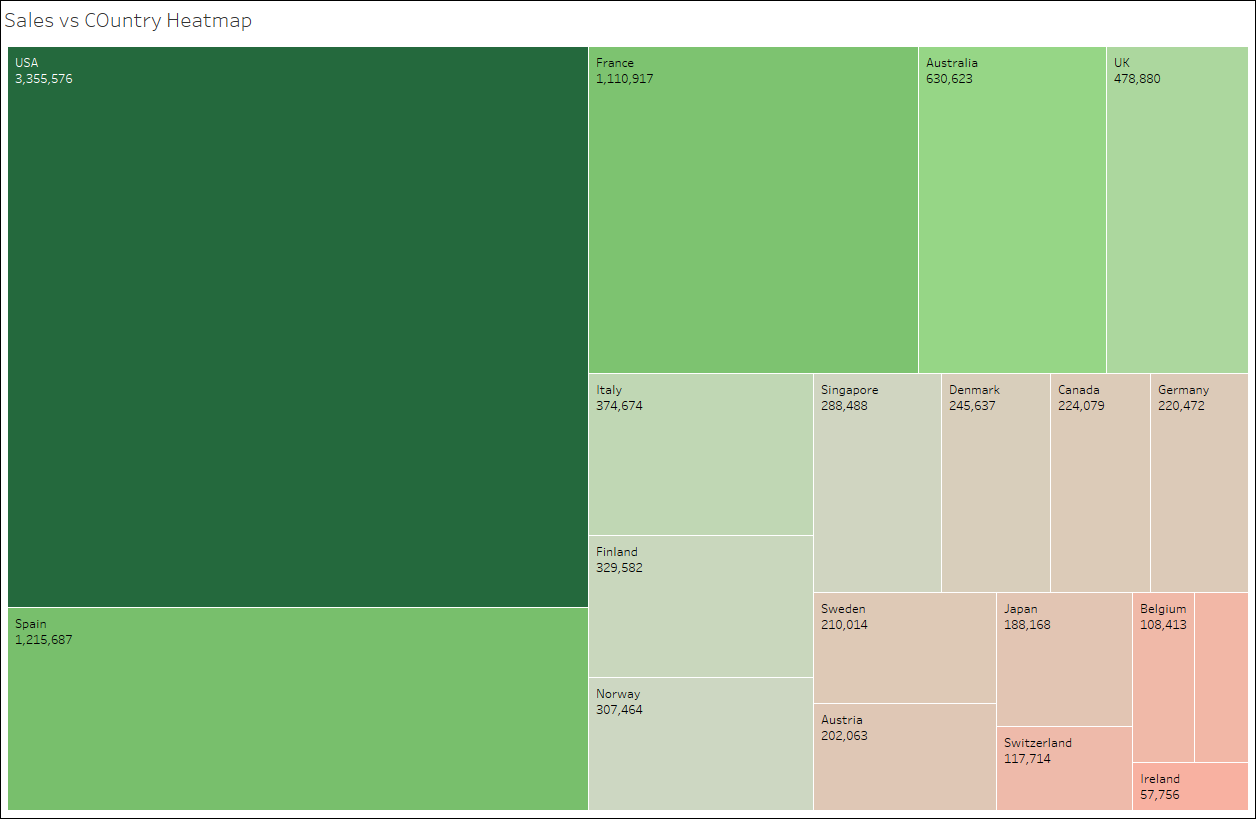 Sales vs COuntry Heatmap
USA
3,355,576
France
1,110,917
Australia
630,623
UK
478,880
Italy
374,674
Singapore
288,488
Denmark
245,637
Canada
224,079
Germany
220,472
Finland
329,582
Spain
1,215,687
Sweden
210,014
Japan
188,168
Belgium
108,413
Norway
307,464
Austria
202,063
Switzerland
117,714
Ireland
57,756